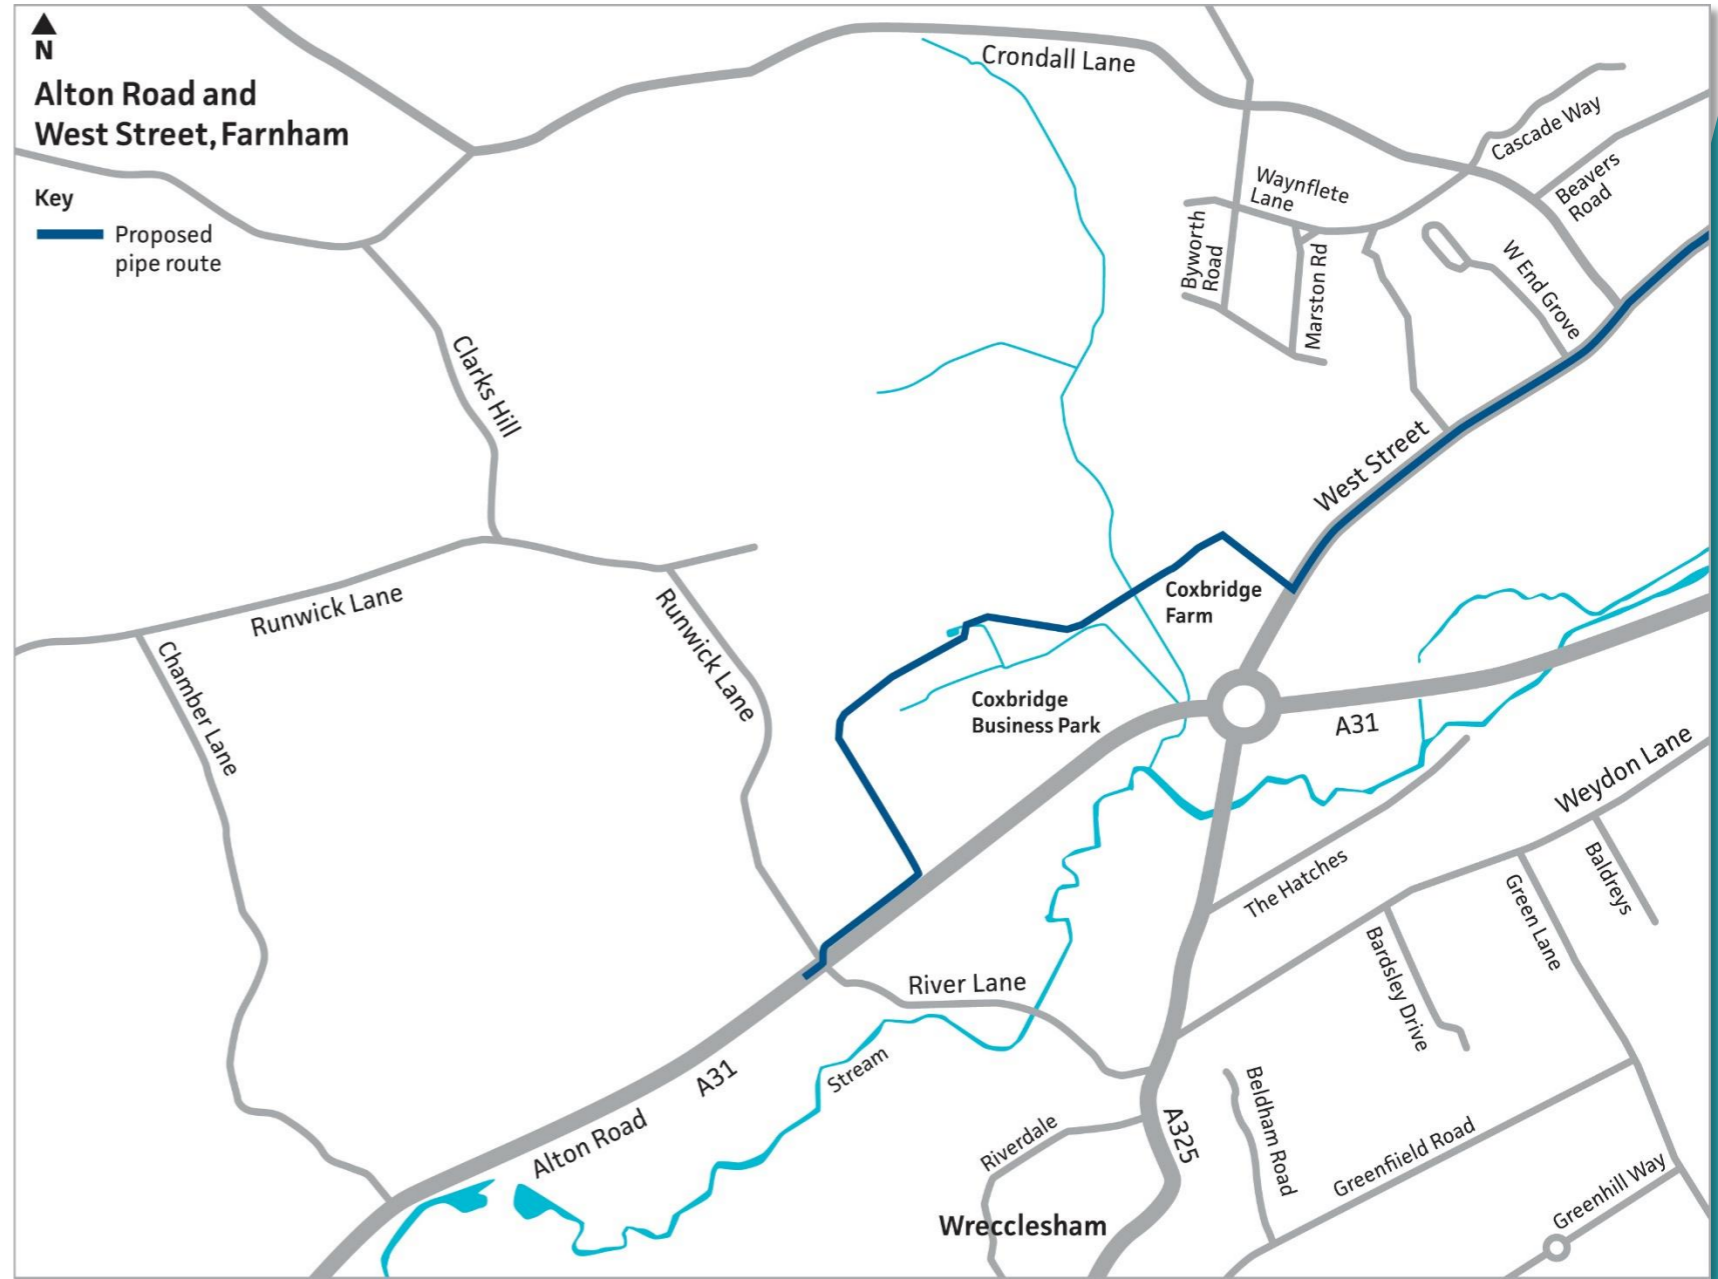 N
Alton Road and
West Street, Farnham
Key
Proposed
pipe route
Crondall Lane
Cascade Way
Beavers
Road
Waynflete
Lane
Byworth
Road
Marston Rd
W End Grove
Clarks Hill
West Street
Runwick Lane
Runwick Lane
Chamber Lane
Coxbridge
Farm
Coxbridge
Business Park
A31
Weydon Lane
The Hatches
Baldreys
Green Lane
Bardsley Drive
River Lane
Stream
A31
Alton Road
Riverdale
A325
Beldham Road
Greenfiield Road
Greenhill Way
Wrecclesham